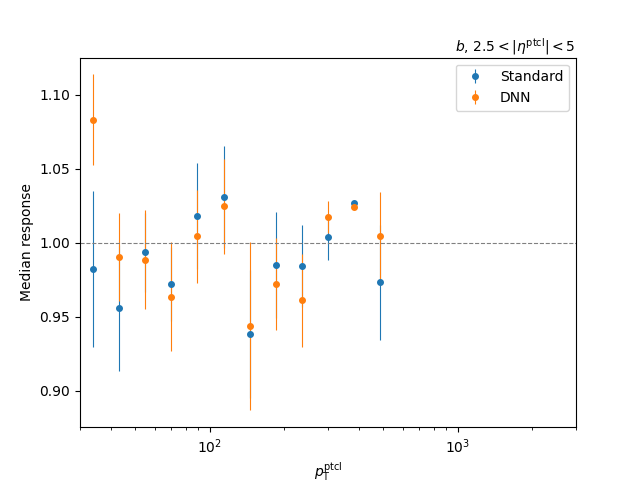 b, 2.5 < |η^ptcl| < 5
Standard
DNN
Median response
1.10
1.05
1.00
0.95
0.90
10^2
10^3
p_T^ptcl